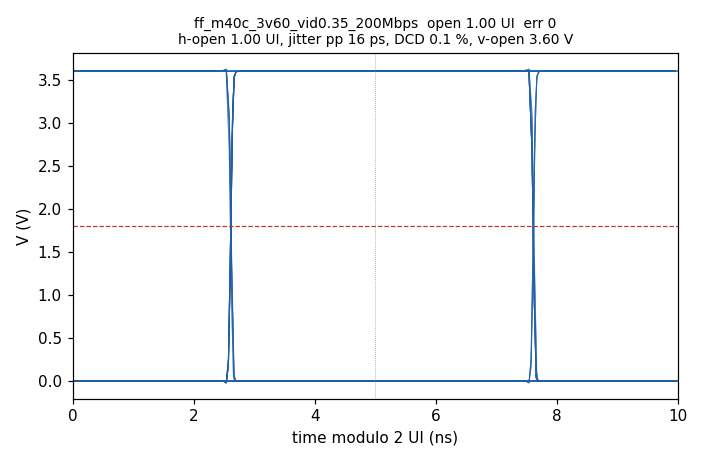 ff_m40c_3v60_vid0.35_200Mbps  open 1.00 UI  err 0
h-open 1.00 UI, jitter pp 16 ps, DCD 0.1 %, v-open 3.60 V
3.5
3.0
2.5
2.0
1.5
1.0
0.5
0.0
V (V)
0 2 4 6 8 10
time modulo 2 UI (ns)